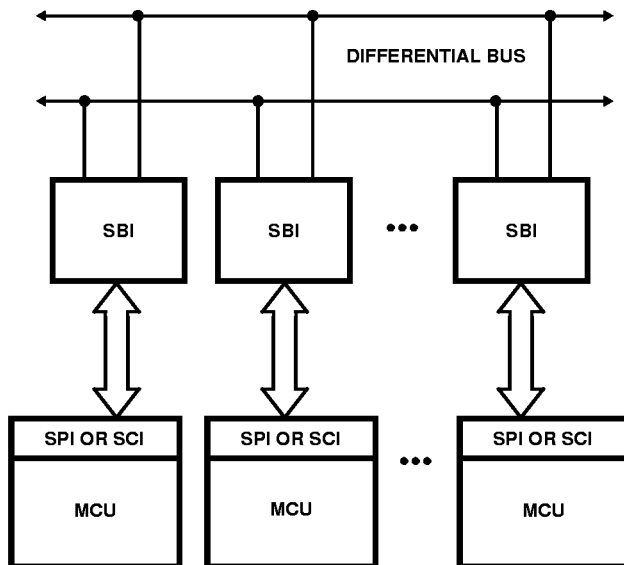 DIFFERENTIAL BUS
SBI SBI ••• SBI
SPI OR SCI SPI OR SCI ••• SPI OR SCI
MCU MCU MCU